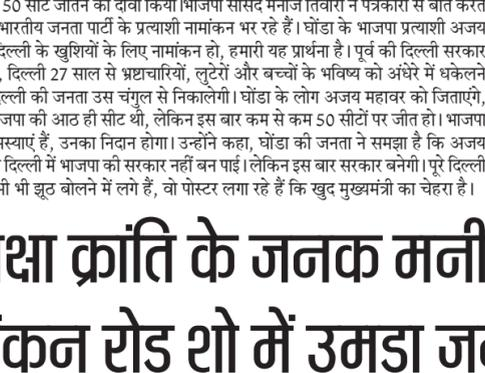 50 सीट जीतने का दावा किया। भाजपा सांसद मनोज तिवारी ने पत्रकारों से बात करते
भारतीय जनता पार्टी के प्रत्याशी नामांकन भर रहे हैं। घोंडा के भाजपा प्रत्याशी अजय
दिल्ली के खुशियों के लिए नामांकन हो, हमारी यह प्रार्थना है। पूर्व की दिल्ली सरकार
दिल्ली 27 साल से भ्रष्टाचारियों, लुटेरों और बच्चों के भविष्य को अंधेरे में धकेलने
ल्ली की जनता उस चंगुल से निकालेगी। घोंडा के लोग अजय महावर को जिताएंगे,
जपा की आठ ही सीट थी, लेकिन इस बार कम से कम 50 सीटों पर जीत हो। भाजपा
मस्याएं हैं, उनका निदान होगा। उन्होंने कहा, घोंडा की जनता ने समझा है कि अजय
दिल्ली में भाजपा की सरकार नहीं बन पाई। लेकिन इस बार सरकार बनेगी। पूरे दिल्ली
भी झूठ बोलने में लगे हैं, वो पोस्टर लगा रहे हैं कि खुद मुख्यमंत्री का चेहरा है।
क्षा क्रांति के जनक मनी
कन रोड शो में उमडा ज